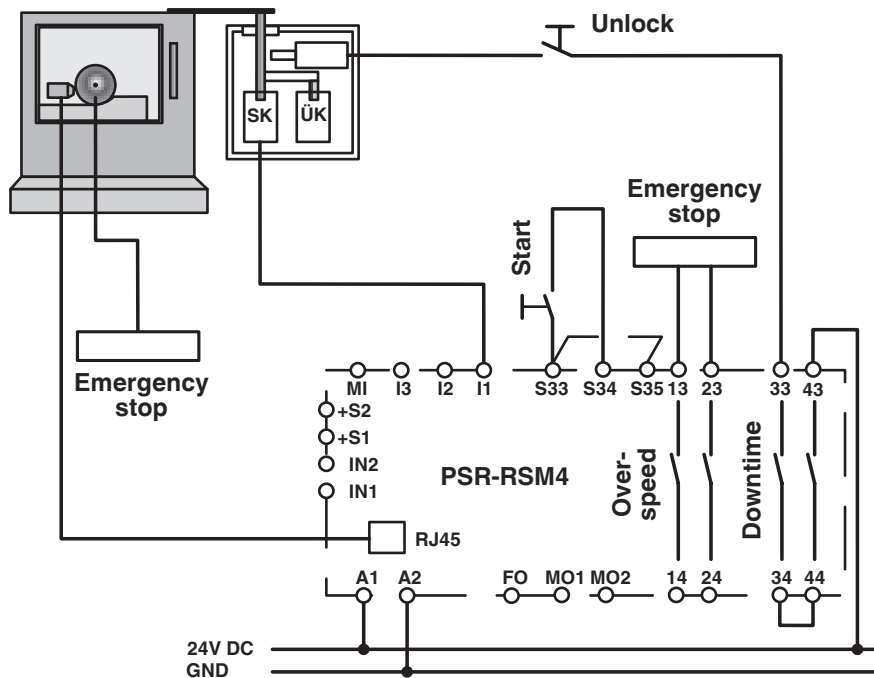 Unlock
SK ÜK
Emergency
stop
Start
Emergency
stop
MI I3 I2 I1 S33 S34 S35 13 23 33 43
+S2
+S1
IN2
IN1
PSR-RSM4
Over-
speed
Downtime
RJ45
A1 A2 FO MO1 MO2 14 24 34 44
24V DC
GND